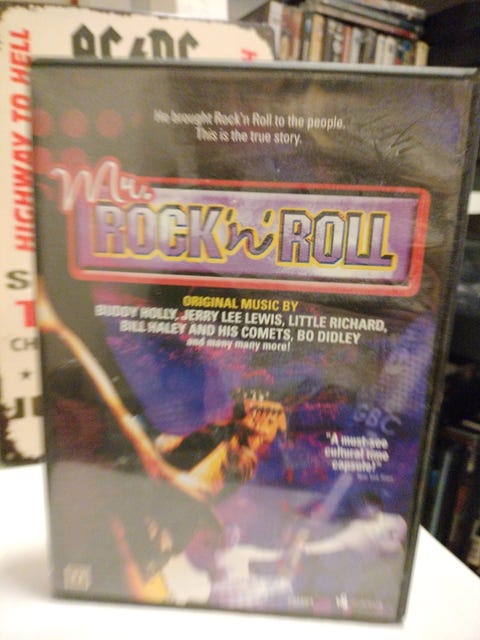 AC DC
HIGHWAY TO HELL
He brought Rock'n Roll to the people.
This is the true story.
Mr.
ROCK 'n' ROLL
ORIGINAL MUSIC BY
BUDDY HOLLY, JERRY LEE LEWIS, LITTLE RICHARD,
BILL HALEY AND HIS COMETS, BO DIDLEY
and many many more!
"A must-see
cultural time
capsule!"